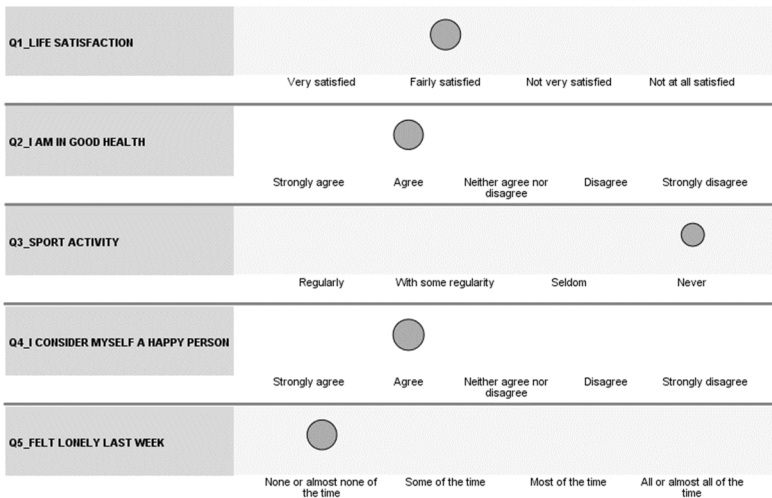 Q1_LIFE SATISFACTION
Very satisfied Fairly satisfied Not very satisfied Not at all satisfied
Q2_I AM IN GOOD HEALTH
Strongly agree Agree Neither agree nor disagree Disagree Strongly disagree
Q3_SPORT ACTIVITY
Regularly With some regularity Seldom Never
Q4_I CONSIDER MYSELF A HAPPY PERSON
Strongly agree Agree Neither agree nor disagree Disagree Strongly disagree
Q5_FELT LONELY LAST WEEK
None or almost none of the time Some of the time Most of the time All or almost all of the time